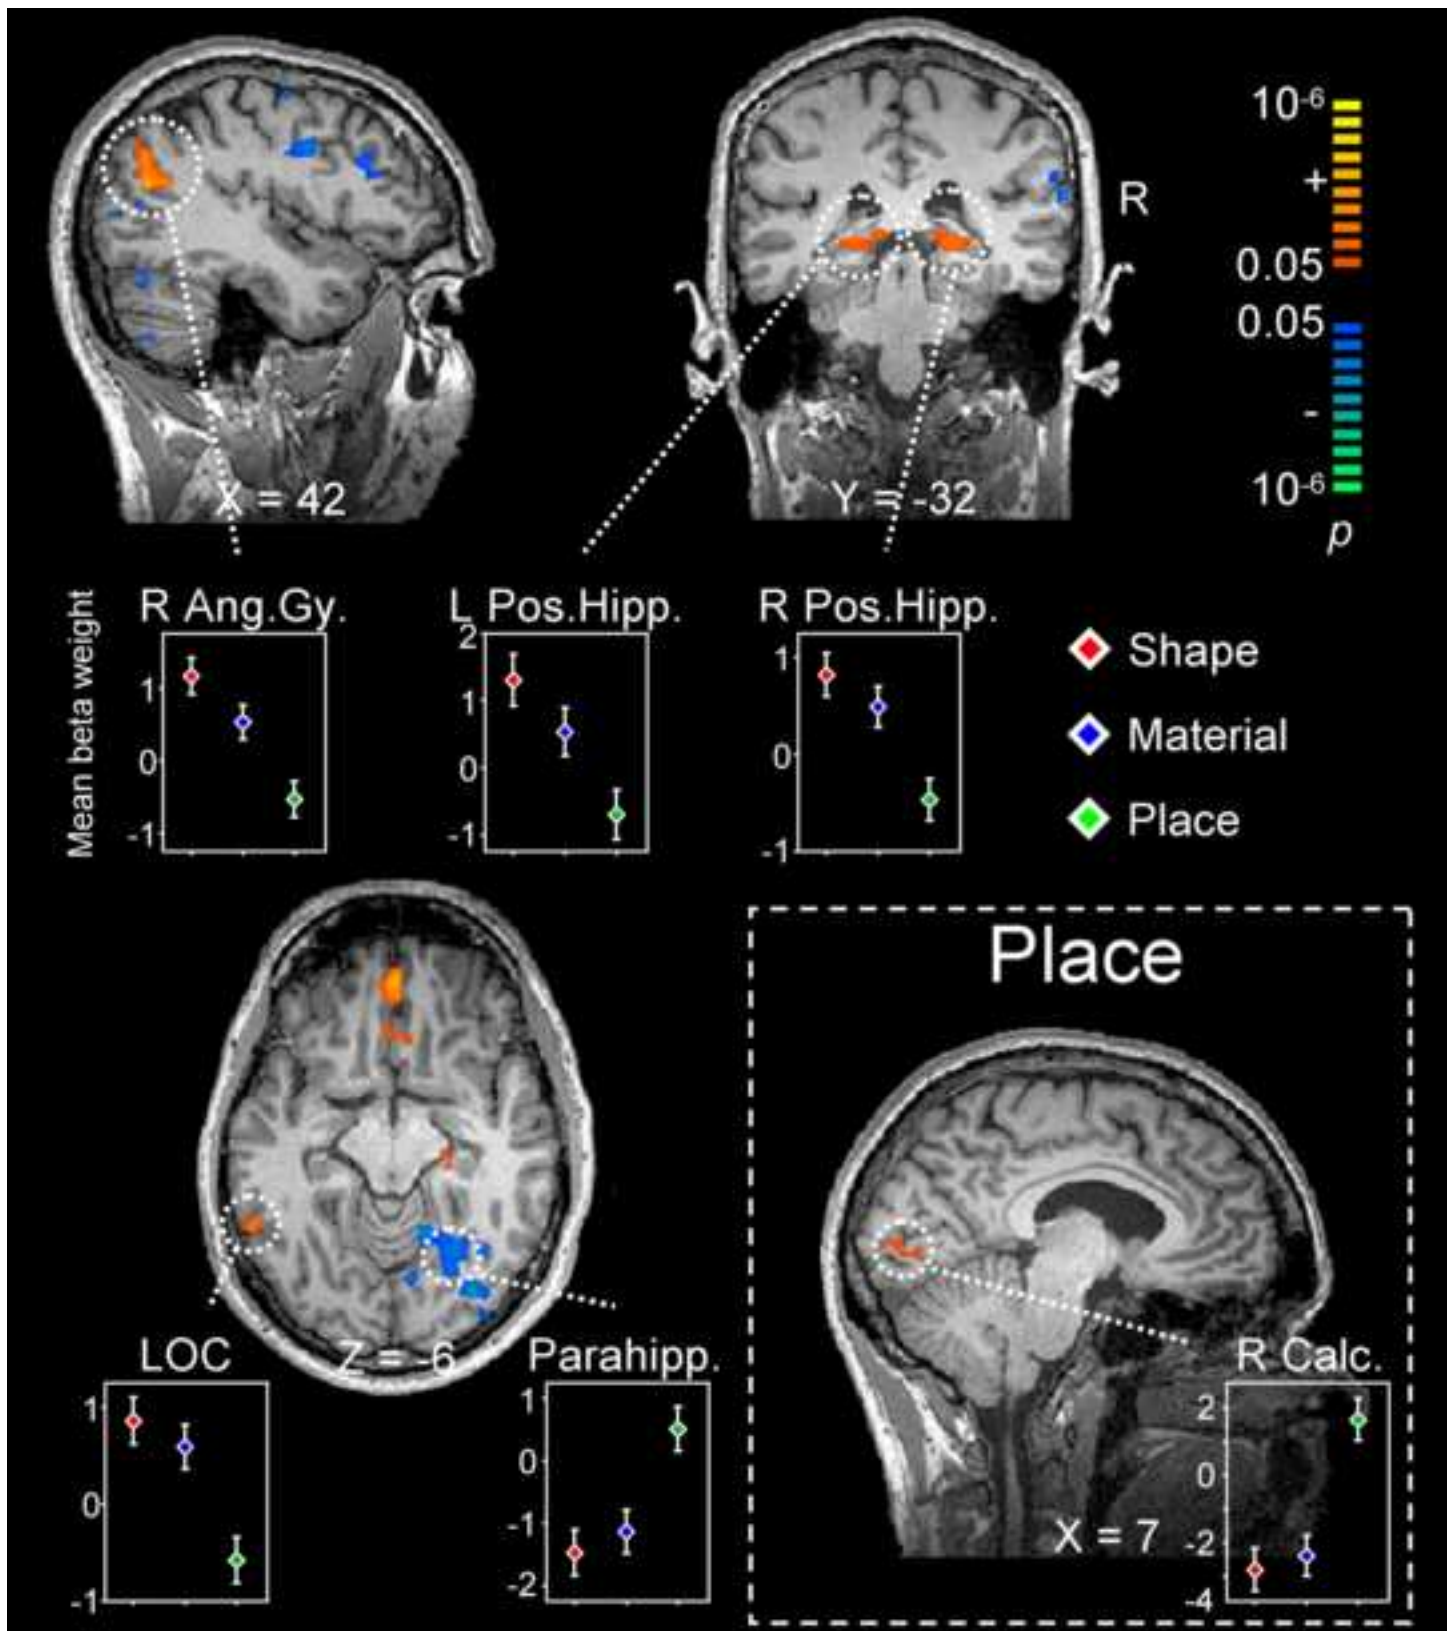 10-6
+
R
0.05
0.05
-
10-6
p
X = 42
Y = -32
Mean beta weight
R Ang.Gy.
1
0
-1
L Pos.Hipp.
2
1
0
-1
R Pos.Hipp.
1
0
-1
Shape
Material
Place
Place
Z = -6
LOC
1
0
-1
Parahipp.
1
0
-1
-2
X = 7
R Calc.
2
0
-2
-4